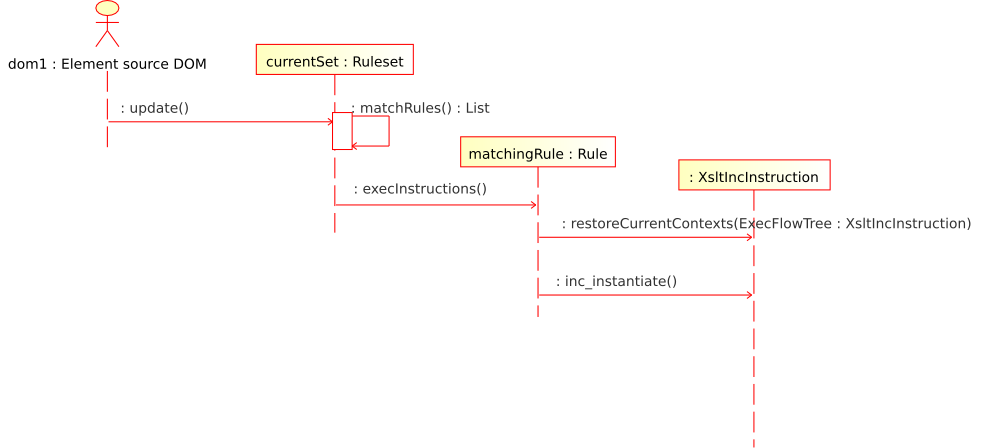 dom1 : Element source DOM
currentSet : Ruleset
: update()
: matchRules() : List
matchingRule : Rule
: XsltIncInstruction
: execInstructions()
: restoreCurrentContexts(ExecFlowTree : XsltIncInstruction)
: inc_instantiate()